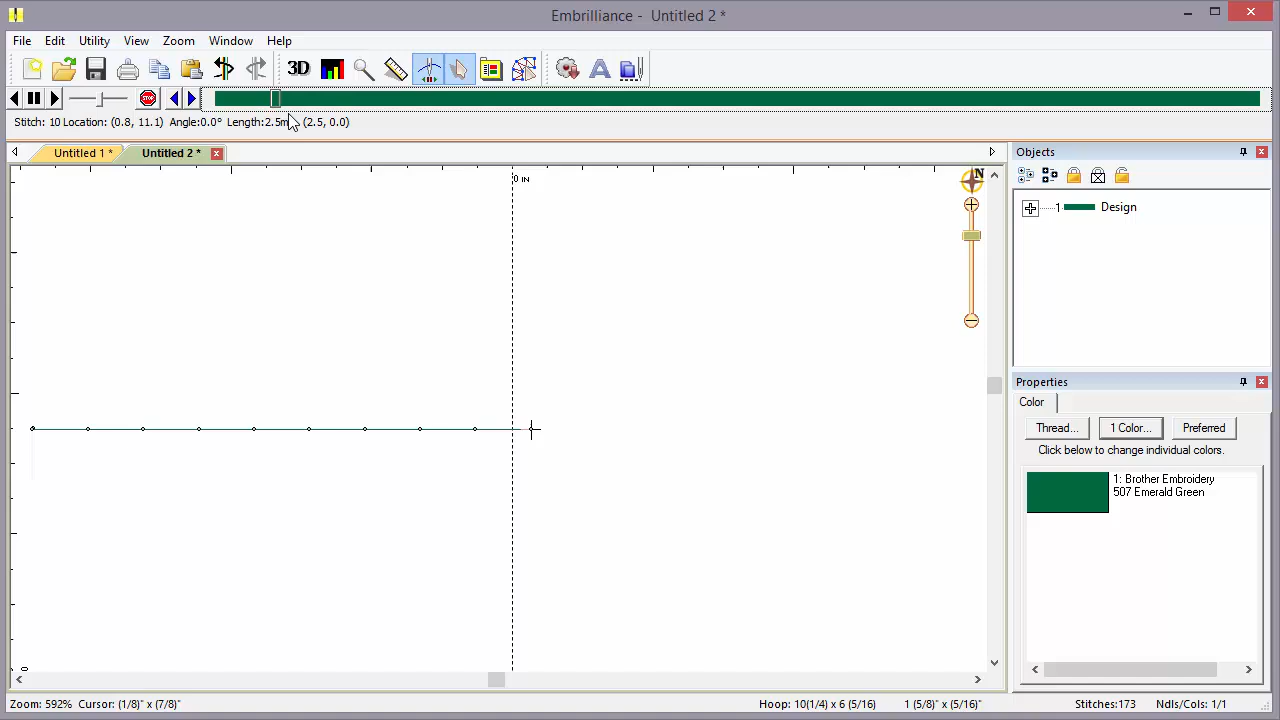 Embrilliance - Untitled 2 *
File Edit Utility View Zoom Window Help
3D
STOP
Stitch: 10 Location: (0.8, 11.1) Angle:0.0° Length:2.5m (2.5, 0.0)
Untitled 1 * Untitled 2 *
0 IN
N
0
Objects
1 Design
Properties
Color
Thread... 1 Color... Preferred
Click below to change individual colors.
1: Brother Embroidery
507 Emerald Green
Zoom: 592% Cursor: (1/8)" x (7/8)" Hoop: 10(1/4) x 6 (5/16) 1 (5/8)" x (5/16)" Stitches:173 Ndls/Cols: 1/1